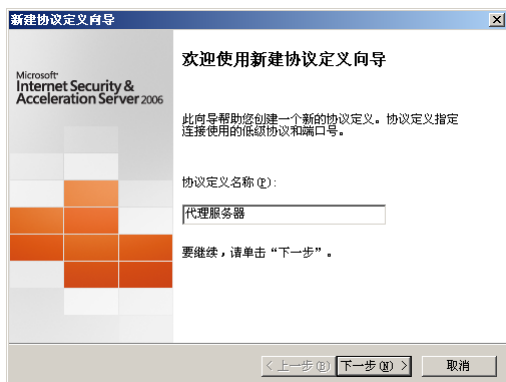 新建协议定义向导
Microsoft
Internet Security &
Acceleration Server 2006
欢迎使用新建协议定义向导
此向导帮助您创建一个新的协议定义。协议定义指定
连接使用的低级协议和端口号。
协议定义名称(P):
代理服务器
要继续，请单击“下一步”。
< 上一步(B)
下一步(N) >
取消